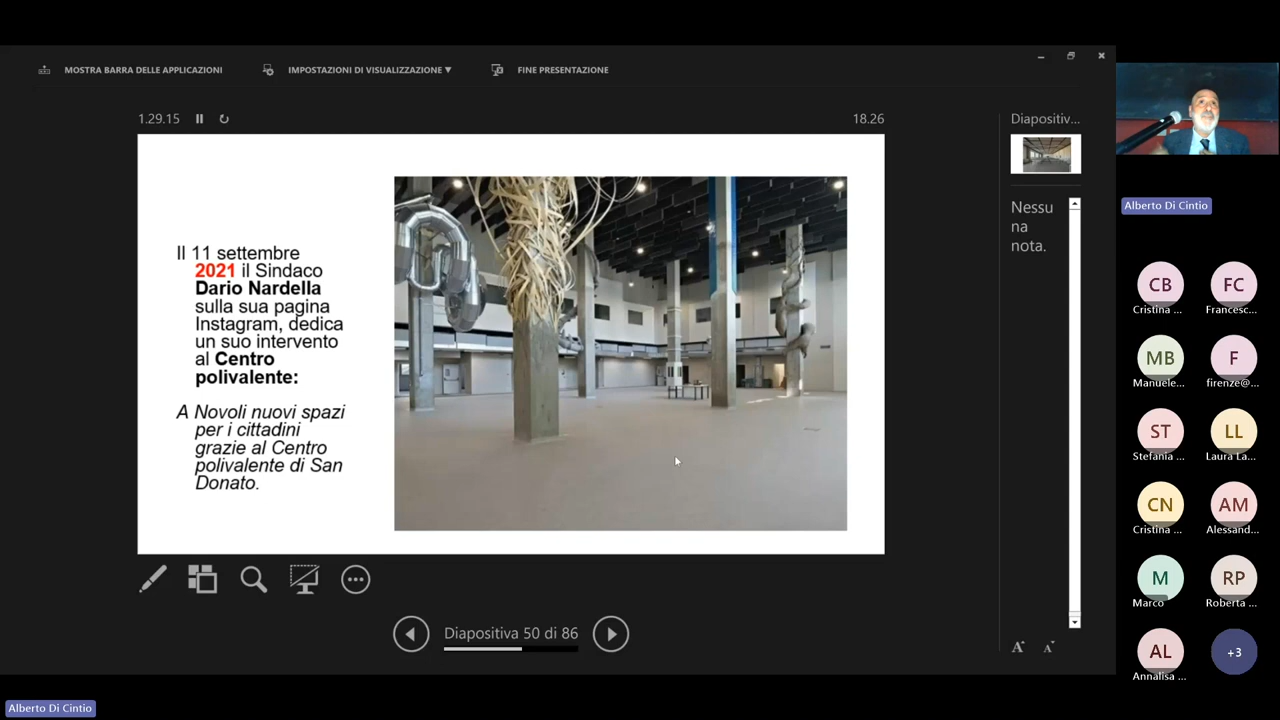 MOSTRA BARRA DELLE APPLICAZIONI
IMPOSTAZIONI DI VISUALIZZAZIONE ▼
FINE PRESENTAZIONE
1.29.15
18.26
Il 11 settembre
2021 il Sindaco
Dario Nardella
sulla sua pagina
Instagram, dedica
un suo intervento
al Centro
polivalente:
A Novoli nuovi spazi
per i cittadini
grazie al Centro
polivalente di San
Donato.
Diapositiva 50 di 86
Diapositiv...
Nessu
na
nota.
A A
Alberto Di Cintio
CB FC
Cristina ... Francesc...
MB F
Manuele... firenze@...
ST LL
Stefania ... Laura La...
CN AM
Cristina ... Alessand...
M RP
Marco Roberta ...
AL +3
Annalisa ...
Alberto Di Cintio